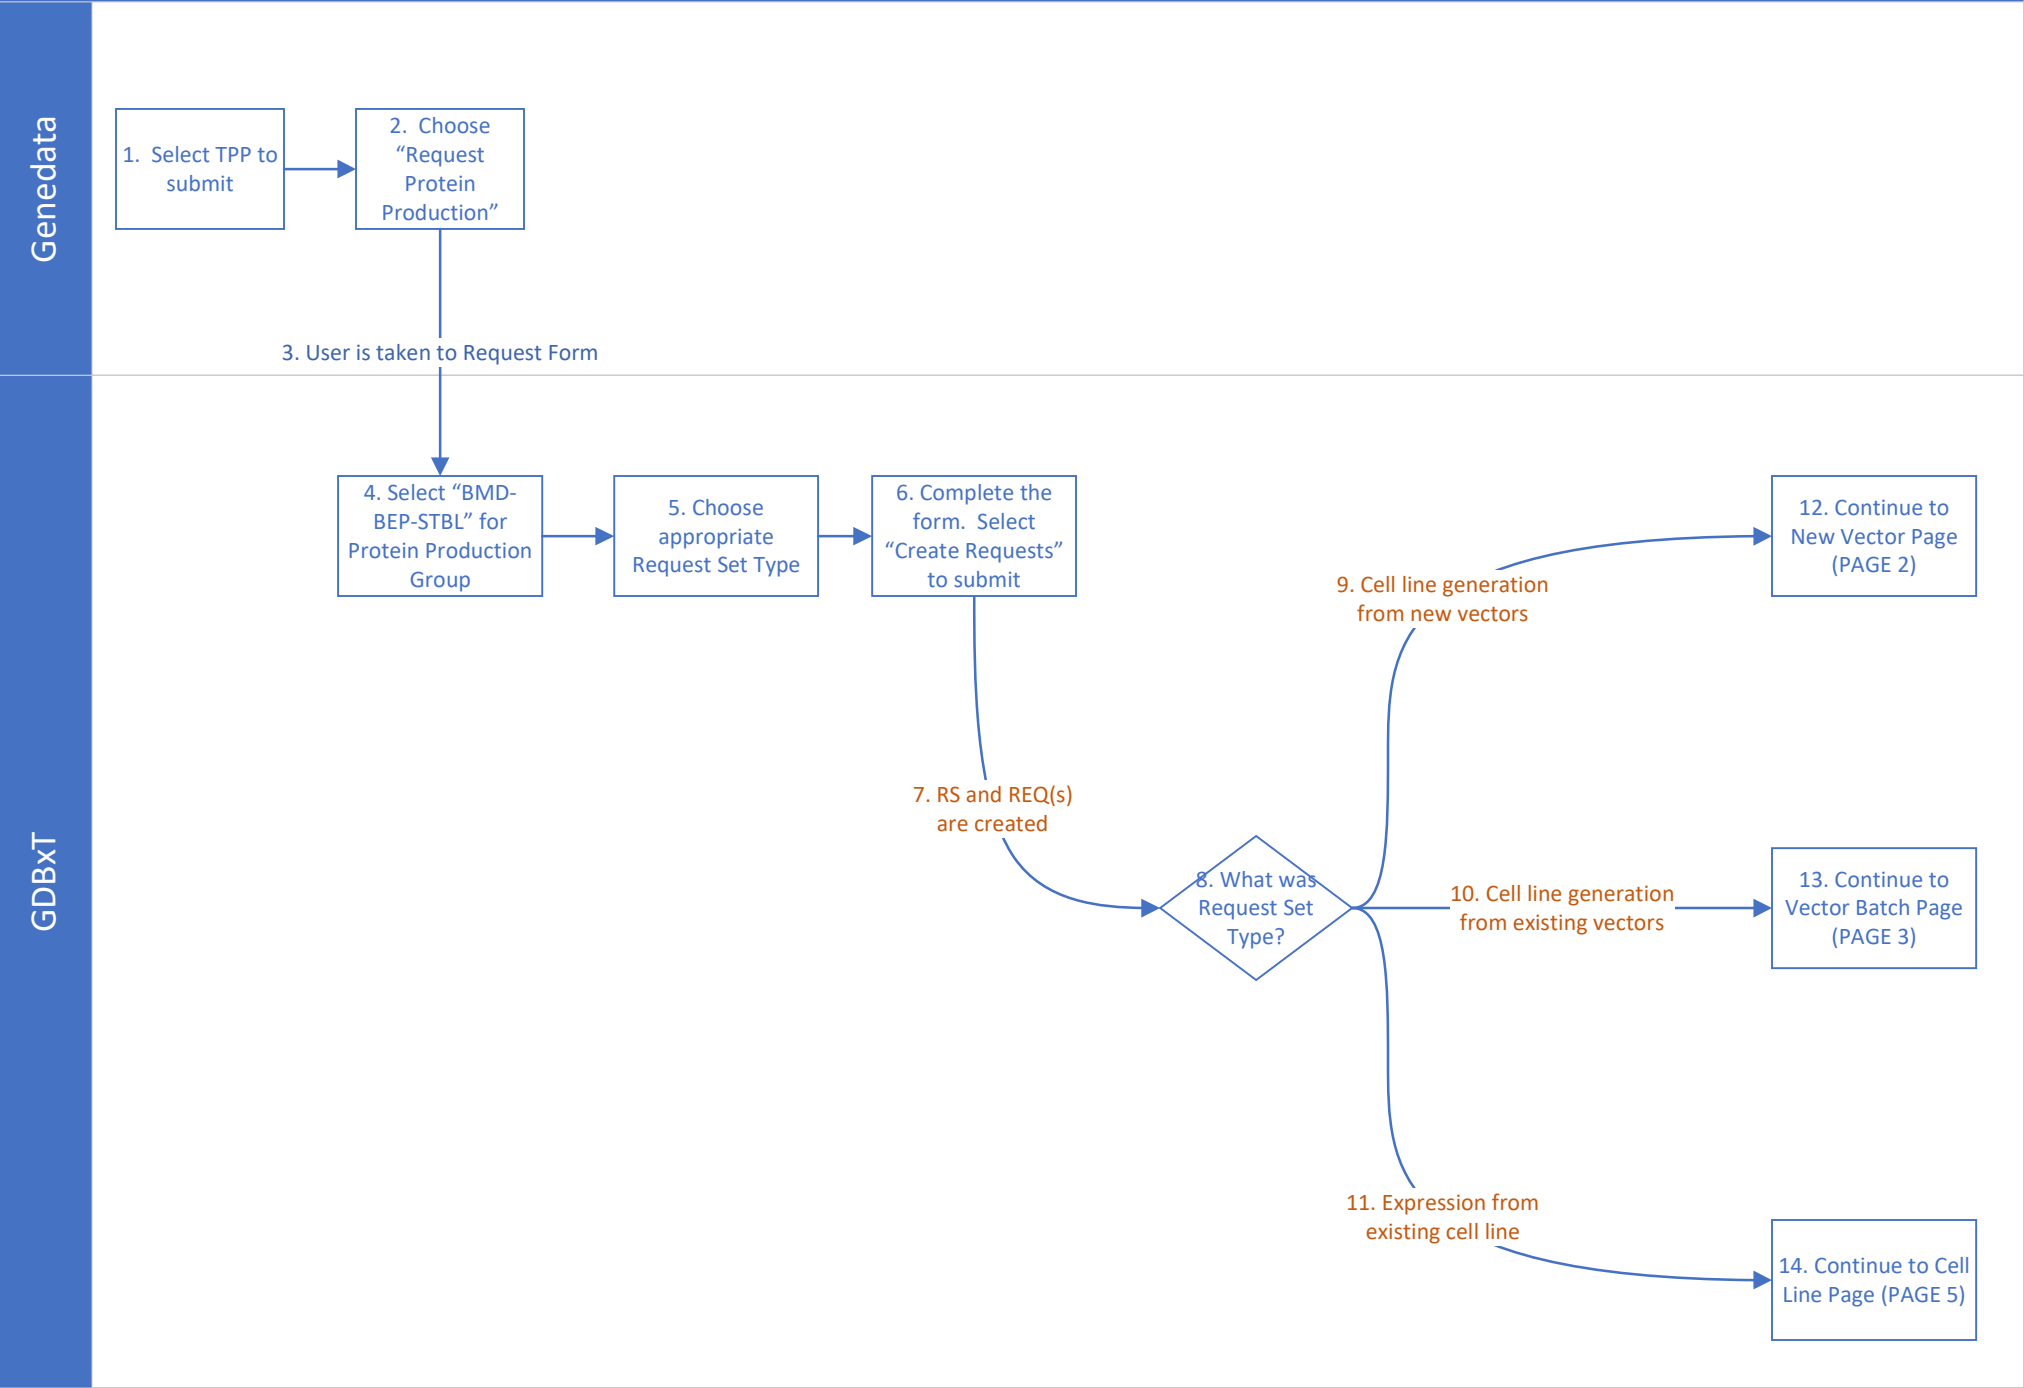 Genedata
1. Select TPP to
submit
2. Choose
“Request
Protein
Production”
3. User is taken to Request Form
GDBxT
4. Select “BMD-
BEP-STBL” for
Protein Production
Group
5. Choose
appropriate
Request Set Type
6. Complete the
form. Select
“Create Requests”
to submit
7. RS and REQ(s)
are created
8. What was
Request Set
Type?
9. Cell line generation
from new vectors
10. Cell line generation
from existing vectors
11. Expression from
existing cell line
12. Continue to
New Vector Page
(PAGE 2)
13. Continue to
Vector Batch Page
(PAGE 3)
14. Continue to Cell
Line Page (PAGE 5)